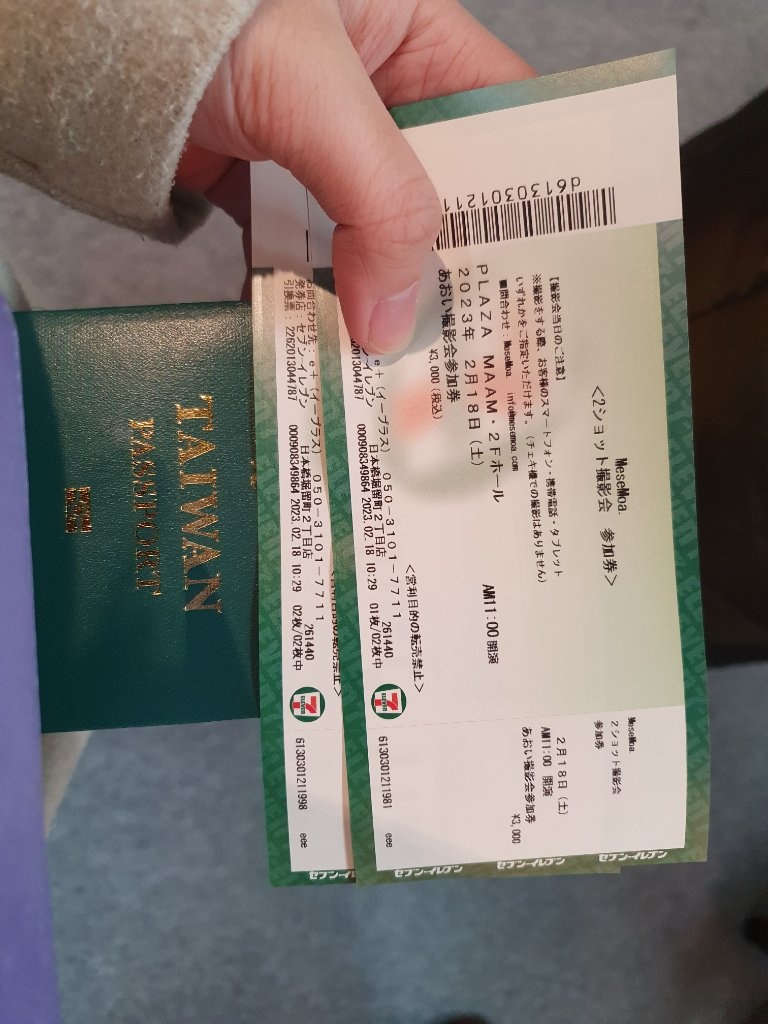 MeseMoa.
<2ショット撮影会 参加券>
【撮影会当日のご注意】
※撮影をする際、お客様のスマートフォン・携帯電話・タブレット
いずれかをご指定いただけます。（チェキ機での撮影はありません）
■問合わせ：MeseMoa. info@mesemoa.com
PLAZA MAAM・2Fホール
2023年 2月18日（土）
AM11:00 開演
あおい撮影会参加券
¥3,000（税込）
<営利目的の転売禁止>
e+（イープラス） 050-3101-7711
261440
日本橋堀留町2丁目店
000908349864 2023.02.18 10:29 01枚/02枚中
7
ELEVEN
MeseMoa.
2ショット撮影会
参加券
2月18日（土）
AM11:00 開演
あおい撮影会参加券
¥3,000
6130301211981 eee
セブン-イレブン
セブン-イレブン
セブン-イレブン
お問合わせ先：e+（イープラス） 050-3101-7711
発券店：セブン-イレブン 日本橋堀留町2丁目店
261440
引換票：2262013044787 000908349864 2023.02.18 10:29 02枚/02枚中
7
ELEVEN
6130301211998 eee
TAIWAN
PASSPORT